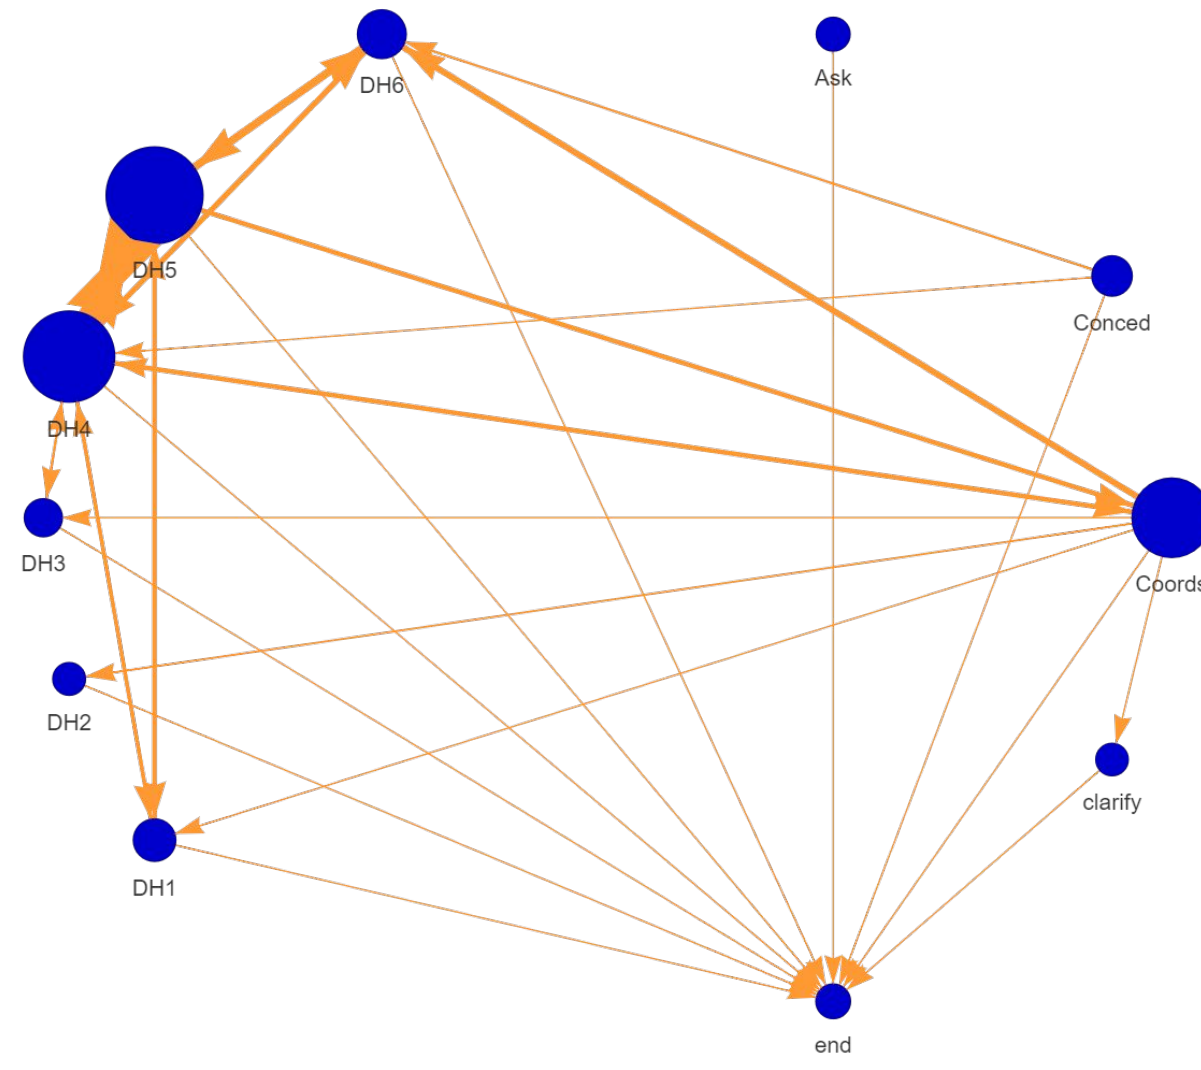 DH6
Ask
DH5
Conced
DH4
DH3
Coords
DH2
clarify
DH1
end